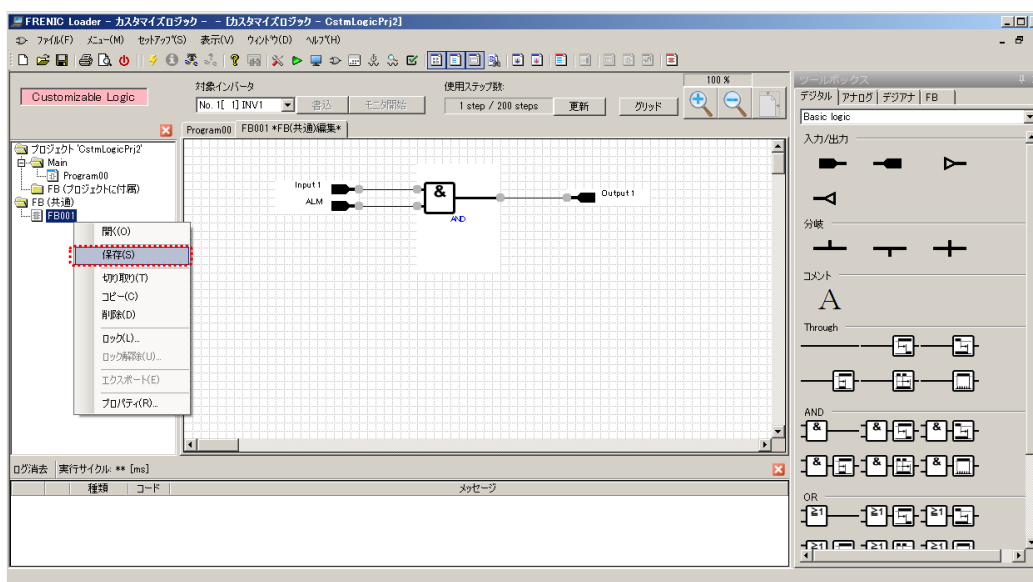 FRENIC Loader - カスタマイズロジック - - [カスタマイズロジック - CstmLogicPrj2]
ファイル(F) メニュー(M) セットアップ(S) 表示(V) ウィンドウ(D) ヘルプ(H)
Customizable Logic
対象インバータ
No. 1[ 1] INV1
書込
モニタ開始
使用ステップ数:
1 step / 200 steps
更新
グリッド
100 %
Program00
FB001 *FB(共通)編集*
プロジェクト 'CstmLogicPrj2'
Main
Program00
FB (プロジェクトに付属)
FB (共通)
FB001
開く(O)
保存(S)
切り取り(T)
コピー(C)
削除(D)
ロック(L)...
ロック解除(U)...
エクスポート(E)
プロパティ(R)...
Input1
ALM
&
AND
Output1
ツールボックス
デジタル アナログ デジアナ FB
Basic logic
入力/出力
分岐
コメント
A
Through
AND
& & &
& & &
OR
≧1 ≧1 ≧1
≧1 ≧1 ≧1
ログ消去 実行サイクル: ** [ms]
種類 コード メッセージ